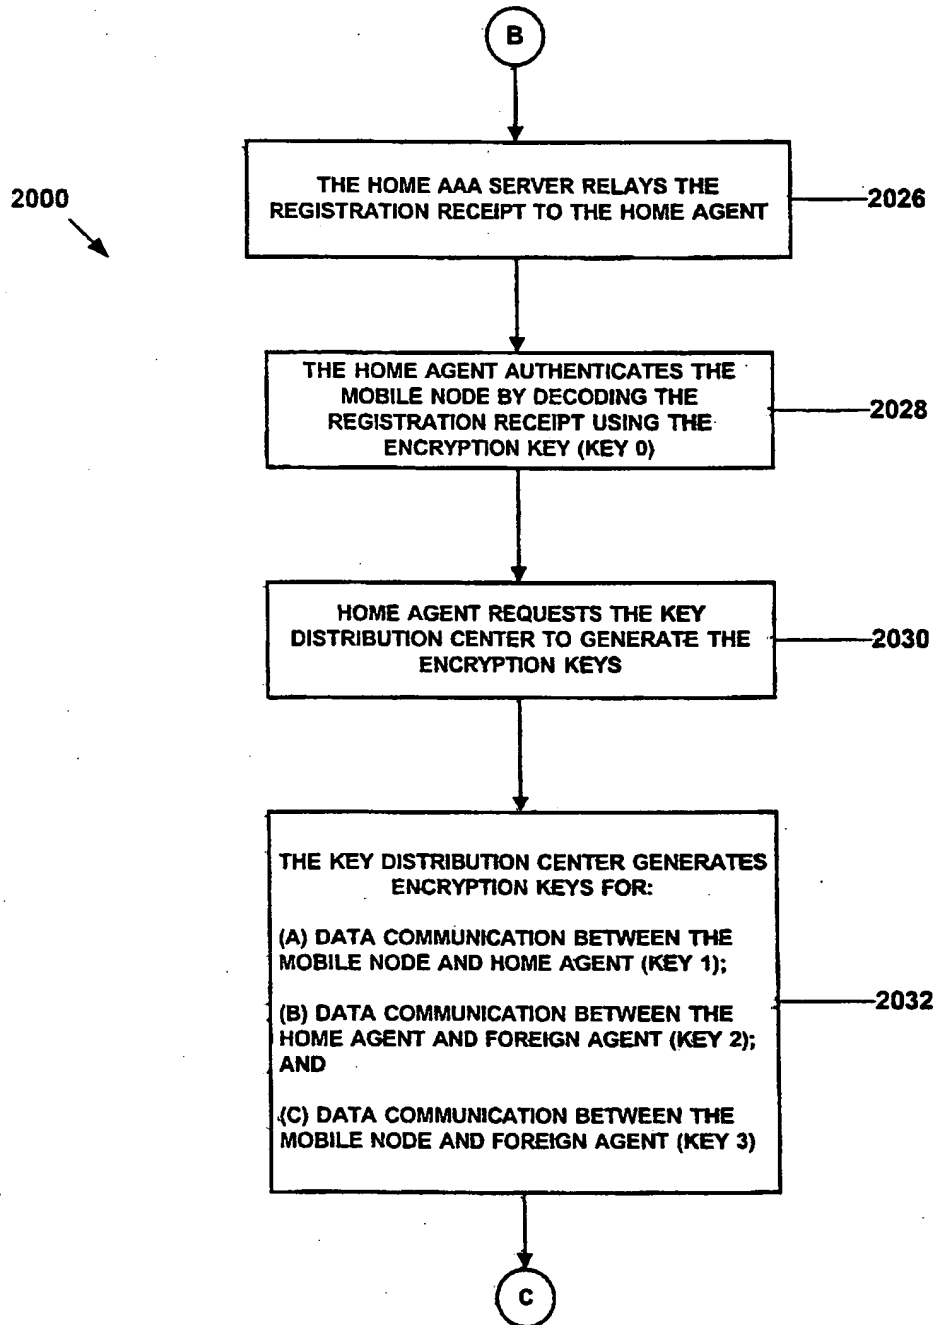 B
2000
THE HOME AAA SERVER RELAYS THE
REGISTRATION RECEIPT TO THE HOME AGENT
2026
THE HOME AGENT AUTHENTICATES THE
MOBILE NODE BY DECODING THE
REGISTRATION RECEIPT USING THE
ENCRYPTION KEY (KEY 0)
2028
HOME AGENT REQUESTS THE KEY
DISTRIBUTION CENTER TO GENERATE THE
ENCRYPTION KEYS
2030
THE KEY DISTRIBUTION CENTER GENERATES
ENCRYPTION KEYS FOR:
(A) DATA COMMUNICATION BETWEEN THE
MOBILE NODE AND HOME AGENT (KEY 1);
(B) DATA COMMUNICATION BETWEEN THE
HOME AGENT AND FOREIGN AGENT (KEY 2);
AND
(C) DATA COMMUNICATION BETWEEN THE
MOBILE NODE AND FOREIGN AGENT (KEY 3)
2032
C